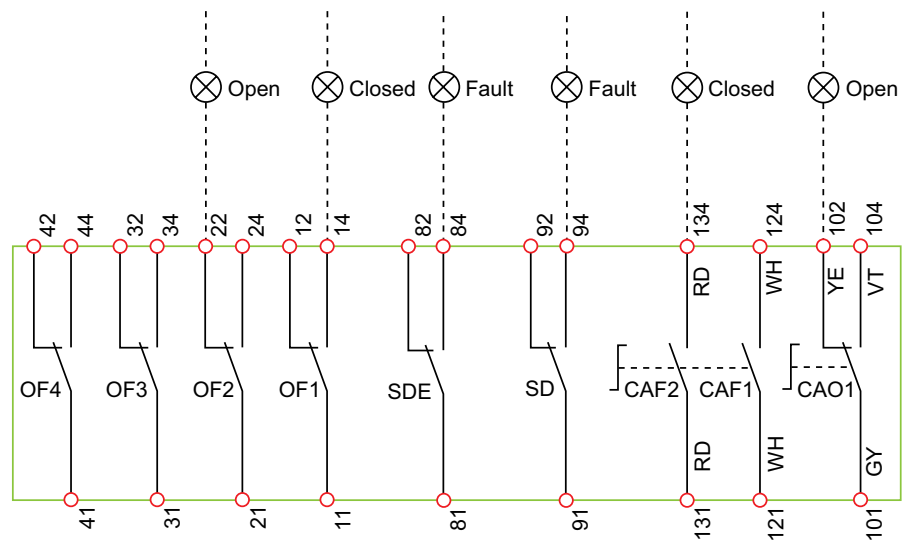 Open Closed Fault Fault Closed Open
42 44 32 34 22 24 12 14 82 84 92 94 134 124 102 104
RD WH YE VT
OF4 OF3 OF2 OF1 SDE SD CAF2 CAF1 CAO1
RD WH GY
41 31 21 11 81 91 131 121 101